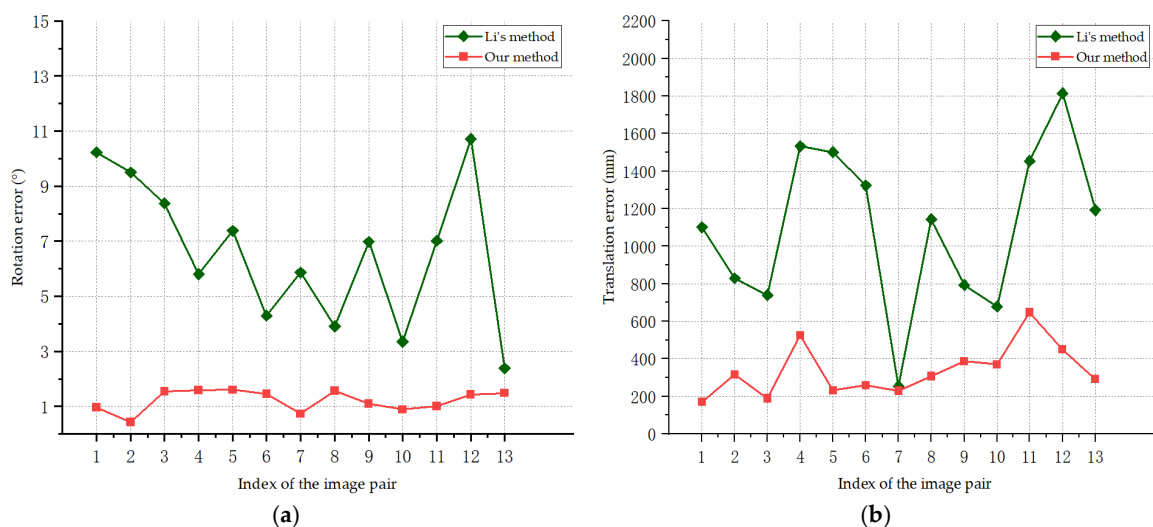 15
13
11
9
7
5
3
1
Rotation error (°)
Li's method
Our method
1 2 3 4 5 6 7 8 9 10 11 12 13
Index of the image pair
(a)
2200
2000
1800
1600
1400
1200
1000
800
600
400
200
0
Translation error (mm)
Li's method
Our method
1 2 3 4 5 6 7 8 9 10 11 12 13
Index of the image pair
(b)